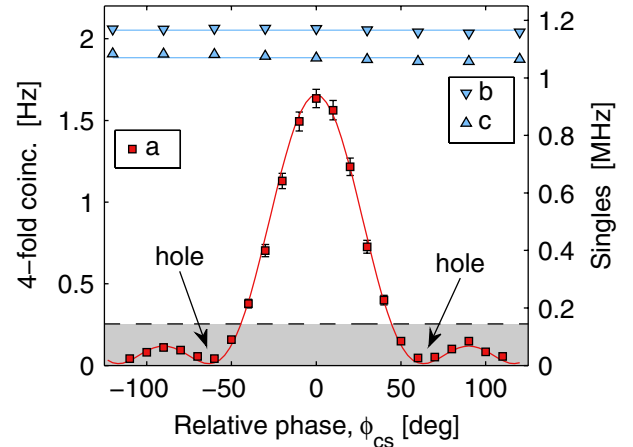 2
1.5
1
0.5
0
4−fold coinc. [Hz]
1.2
1
0.8
0.6
0.4
0.2
0
Singles [MHz]
a
b
c
hole
hole
−100 −50 0 50 100
Relative phase, ϕcs [deg]